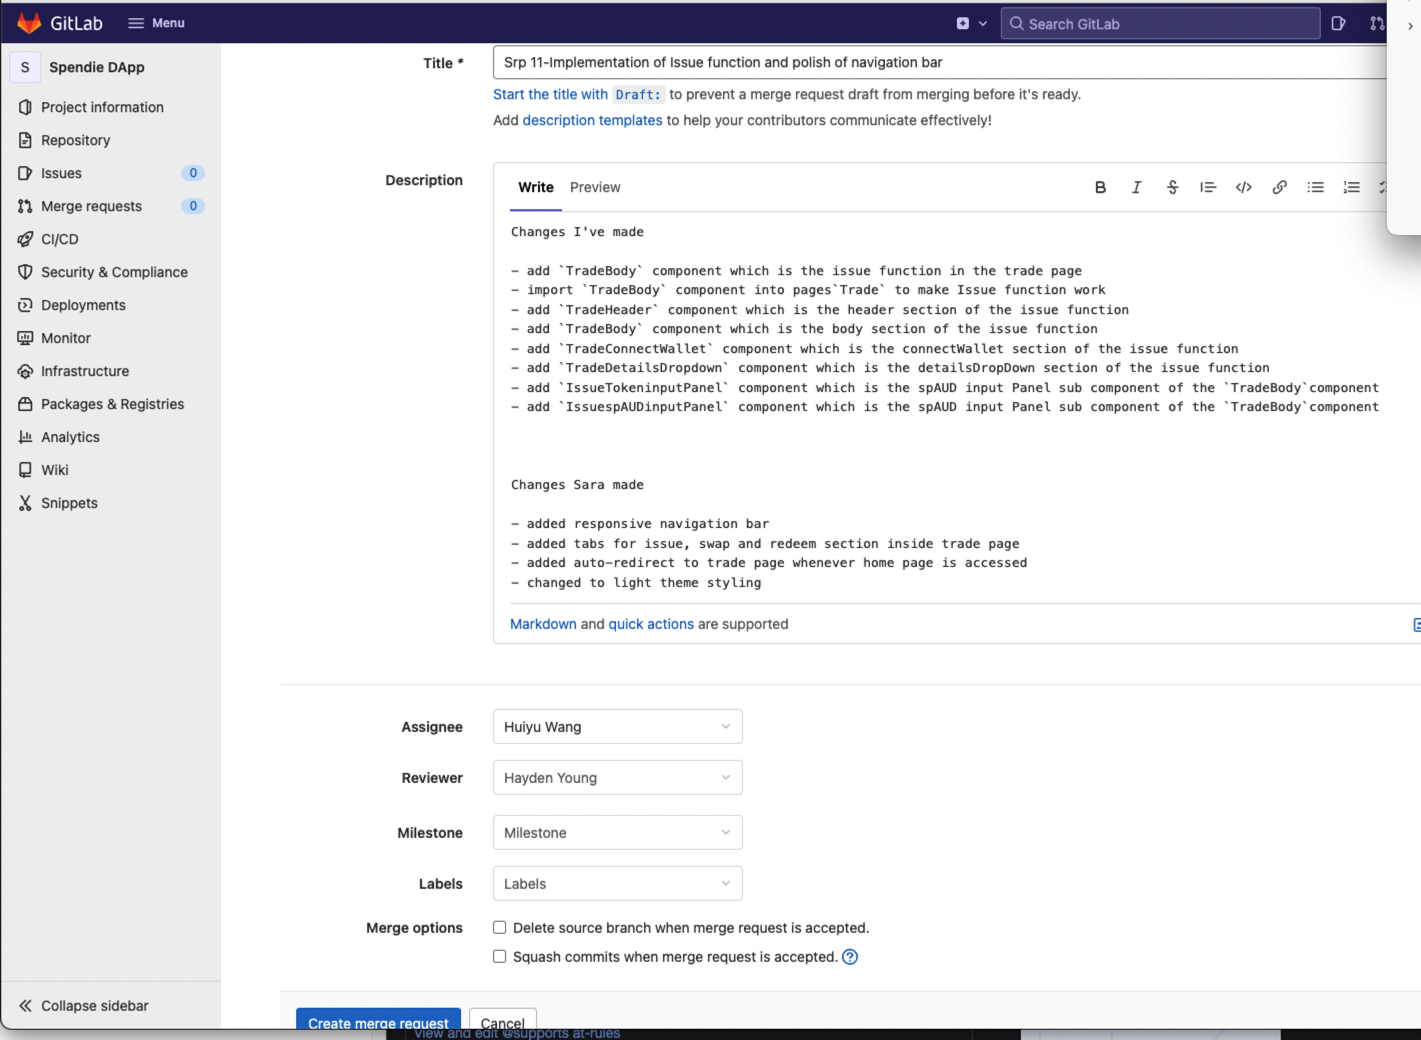 GitLab
Menu
Search GitLab
S
Spendie DApp
Project information
Repository
Issues
0
Merge requests
0
CI/CD
Security & Compliance
Deployments
Monitor
Infrastructure
Packages & Registries
Analytics
Wiki
Snippets
Collapse sidebar
Title *
Srp 11-Implementation of Issue function and polish of navigation bar
Start the title with Draft: to prevent a merge request draft from merging before it's ready.
Add description templates to help your contributors communicate effectively!
Description
Write
Preview
Changes I've made
- add `TradeBody` component which is the issue function in the trade page
- import `TradeBody` component into pages`Trade` to make Issue function work
- add `TradeHeader` component which is the header section of the issue function
- add `TradeBody` component which is the body section of the issue function
- add `TradeConnectWallet` component which is the connectWallet section of the issue function
- add `TradeDetailsDropdown` component which is the detailsDropDown section of the issue function
- add `IssueTokeninputPanel` component which is the spAUD input Panel sub component of the `TradeBody`component
- add `IssuespAUDinputPanel` component which is the spAUD input Panel sub component of the `TradeBody`component
Changes Sara made
- added responsive navigation bar
- added tabs for issue, swap and redeem section inside trade page
- added auto-redirect to trade page whenever home page is accessed
- changed to light theme styling
Markdown and quick actions are supported
Assignee
Huiyu Wang
Reviewer
Hayden Young
Milestone
Milestone
Labels
Labels
Merge options
Delete source branch when merge request is accepted.
Squash commits when merge request is accepted.
Create merge request
Cancel
View and edit @supports at-rules